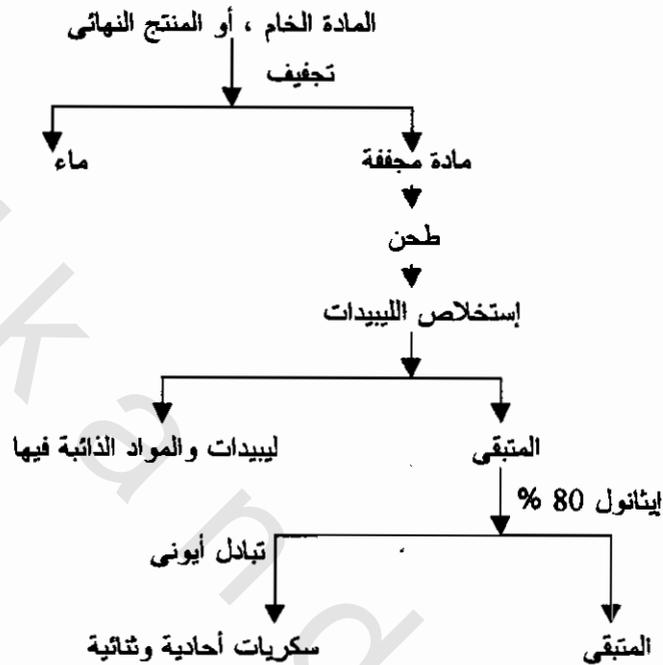 المادة الخام ، أو المنتج النهائى
تجفيف
مادة مجففة
ماء
طحن
إستخلاص الليبيدات
المتبقى
ليبيدات والمواد الذائبة فيها
إيثانول 80 %
تبادل أيونى
المتبقى
سكريات أحادية وثنائية
k a n d